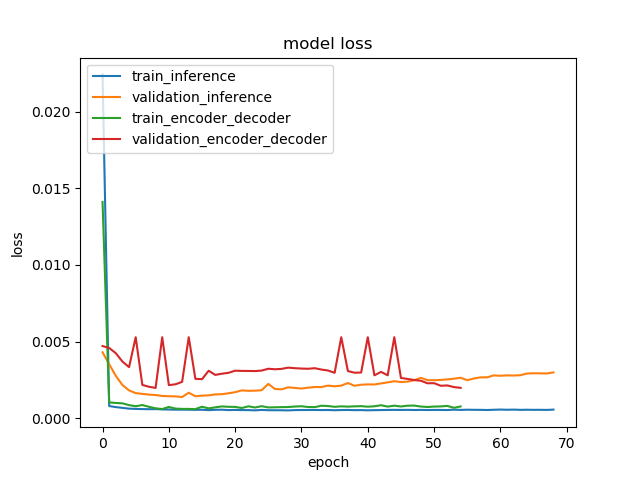 model loss
train_inference
validation_inference
train_encoder_decoder
validation_encoder_decoder
loss
0.020
0.015
0.010
0.005
0.000
0 10 20 30 40 50 60 70
epoch